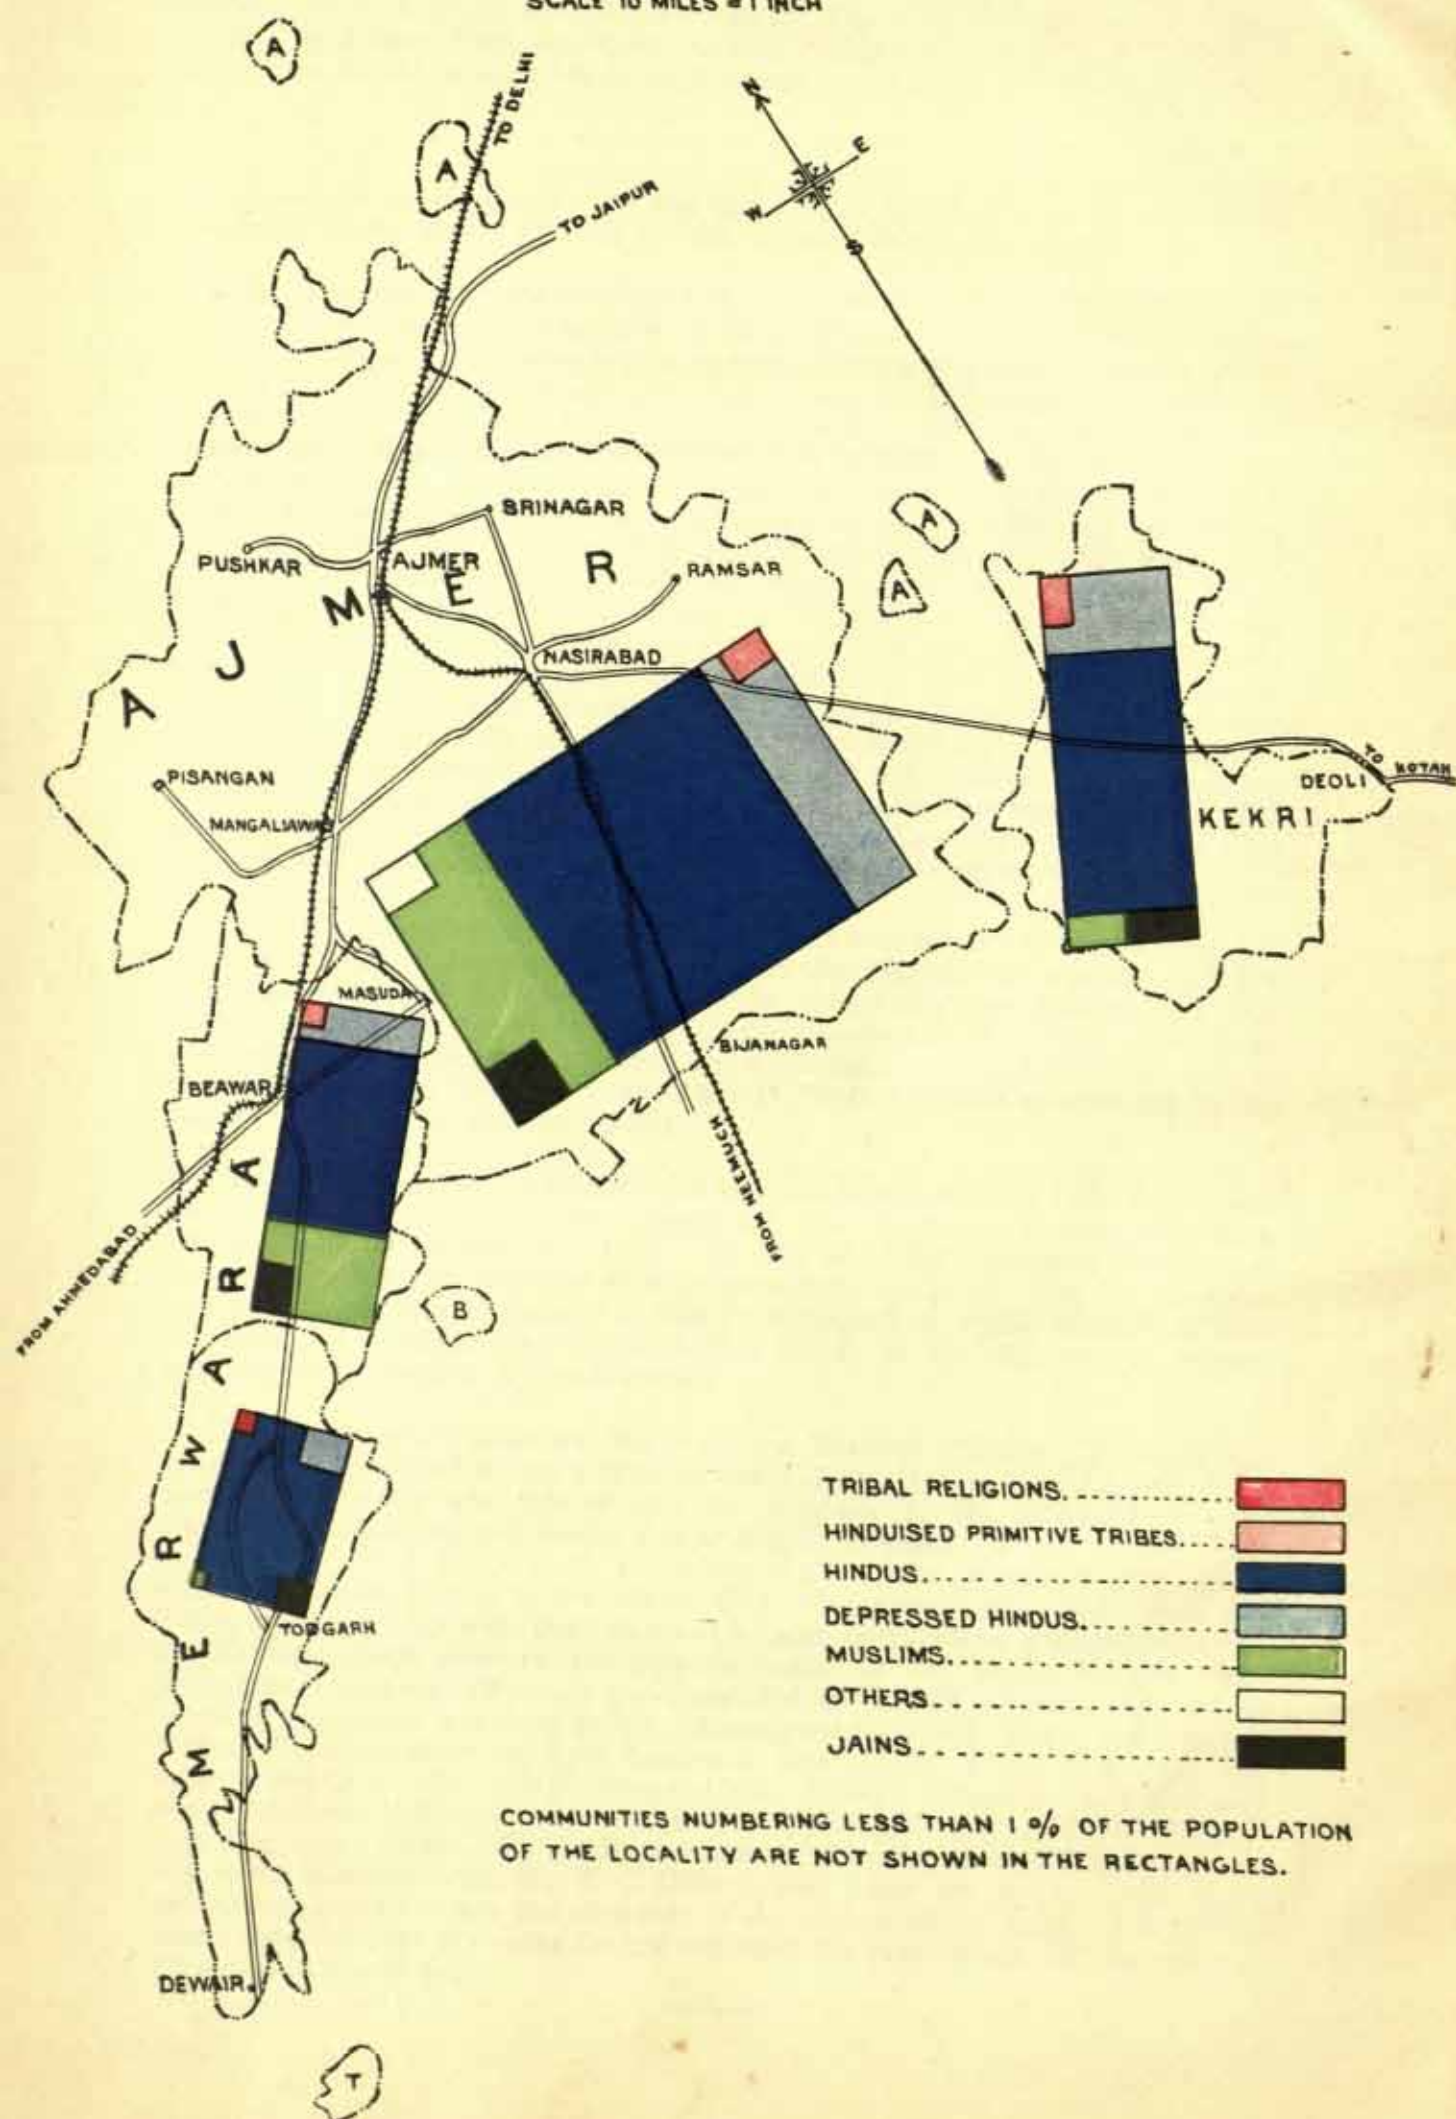 SCALE 10 MILES = 1 INCH
A
TO DELHI
A
N
E
W
S
TO JAIPUR
SRINAGAR
A
PUSHKAR
AJMER
RAMSAR
A
A J M E R
NASIRABAD
PISANGAN
MANGALIAWAS
TO KOTAH
DEOLI
KEKRI
MASUDA
BIJANAGAR
BEAWAR
FROM NEEMUCH
FROM AHMEDABAD
B
MERWARA
TODGARH
DEWAIR
T
TRIBAL RELIGIONS.
HINDUISED PRIMITIVE TRIBES.
HINDUS.
DEPRESSED HINDUS.
MUSLIMS.
OTHERS
JAINS
COMMUNITIES NUMBERING LESS THAN 1 % OF THE POPULATION
OF THE LOCALITY ARE NOT SHOWN IN THE RECTANGLES.